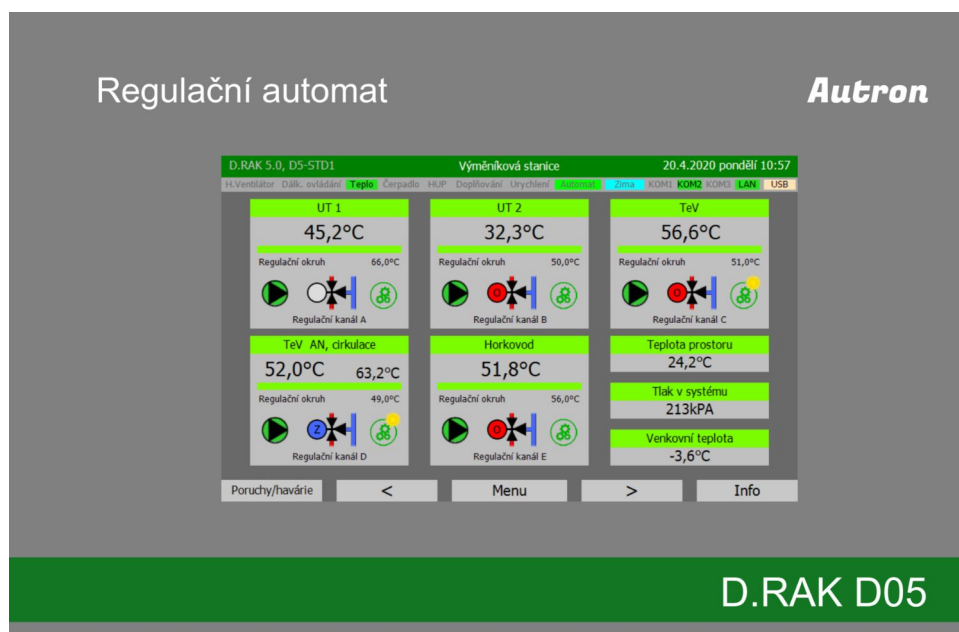 Regulační automat
Autron
D.RAK 5.0, D5-STD1
Výměníková stanice
20.4.2020 pondělí 10:57
H.Ventilátor Dálk. ovládání Teplo Čerpadlo HUP Doplňování Urychlení Automat Zima KOM1 KOM2 KOM3 LAN USB
UT 1
45,2°C
Regulační okruh 66,0°C
Regulační kanál A
UT 2
32,3°C
Regulační okruh 50,0°C
O
Regulační kanál B
TeV
56,6°C
Regulační okruh 51,0°C
O
Regulační kanál C
TeV AN, cirkulace
52,0°C 63,2°C
Regulační okruh 49,0°C
Z
Regulační kanál D
Horkovod
51,8°C
Regulační okruh 56,0°C
O
Regulační kanál E
Teplota prostoru
24,2°C
Tlak v systému
213kPA
Venkovní teplota
-3,6°C
Poruchy/havárie
<
Menu
>
Info
D.RAK D05